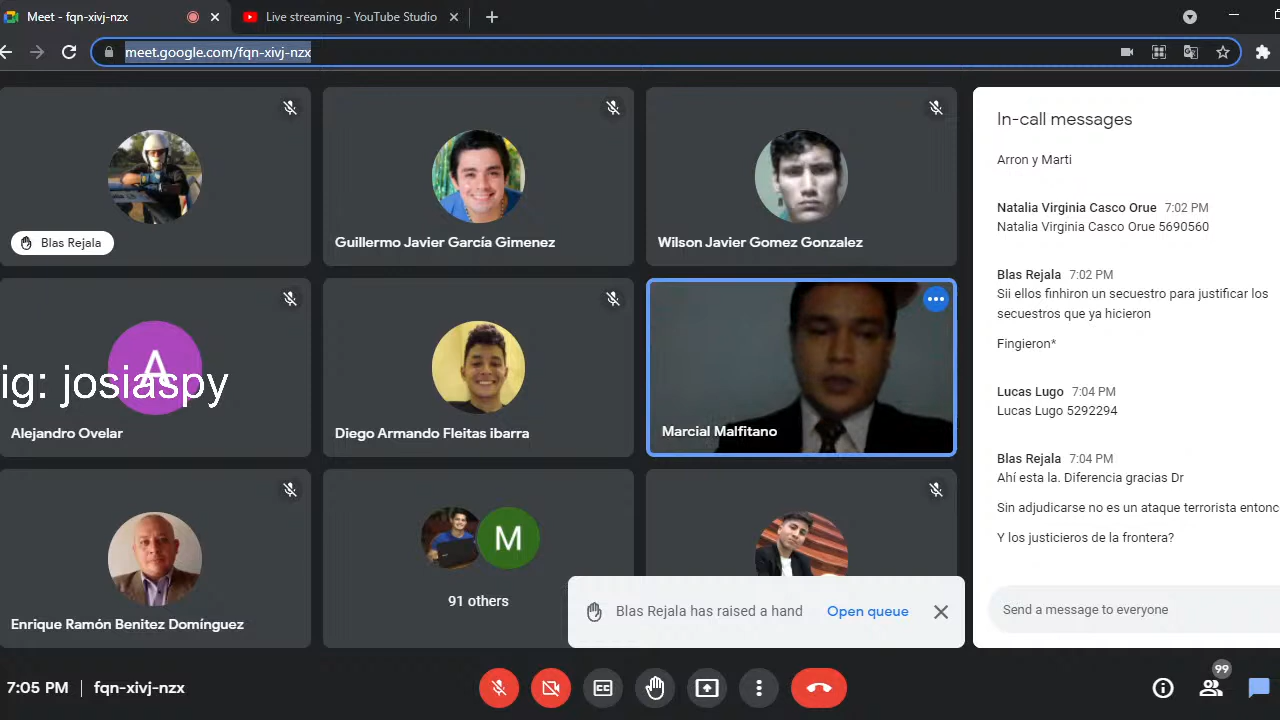 Meet - fqn-xivj-nzx
Live streaming - YouTube Studio
meet.google.com/fqn-xivj-nzx
Blas Rejala
Guillermo Javier García Gimenez
Wilson Javier Gomez Gonzalez
A
ig: josiaspy
Alejandro Ovelar
Diego Armando Fleitas ibarra
Marcial Malfitano
Enrique Ramón Benitez Domínguez
M
91 others
Blas Rejala has raised a hand
Open queue
In-call messages
Arron y Marti
Natalia Virginia Casco Orue 7:02 PM
Natalia Virginia Casco Orue 5690560
Blas Rejala 7:02 PM
Sii ellos finhiron un secuestro para justificar los
secuestros que ya hicieron
Fingieron*
Lucas Lugo 7:04 PM
Lucas Lugo 5292294
Blas Rejala 7:04 PM
Ahí esta la. Diferencia gracias Dr
Sin adjudicarse no es un ataque terrorista entonc
Y los justicieros de la frontera?
Send a message to everyone
7:05 PM
fqn-xivj-nzx
CC
99